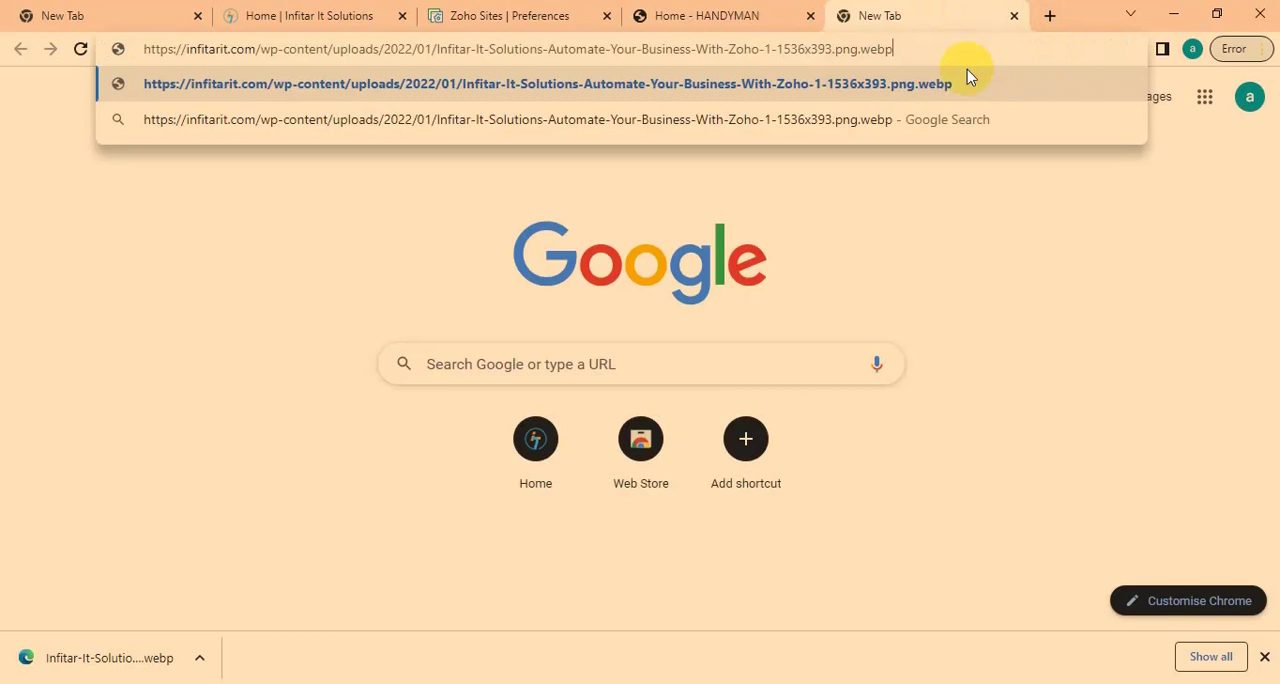 New Tab
Home | Infitar It Solutions
Zoho Sites | Preferences
Home - HANDYMAN
New Tab
https://infitarit.com/wp-content/uploads/2022/01/Infitar-It-Solutions-Automate-Your-Business-With-Zoho-1-1536x393.png.webp
a
Error
https://infitarit.com/wp-content/uploads/2022/01/Infitar-It-Solutions-Automate-Your-Business-With-Zoho-1-1536x393.png.webp
ages
a
https://infitarit.com/wp-content/uploads/2022/01/Infitar-It-Solutions-Automate-Your-Business-With-Zoho-1-1536x393.png.webp - Google Search
Google
Search Google or type a URL
Home
Web Store
Add shortcut
Customise Chrome
Infitar-It-Solutio....webp
Show all